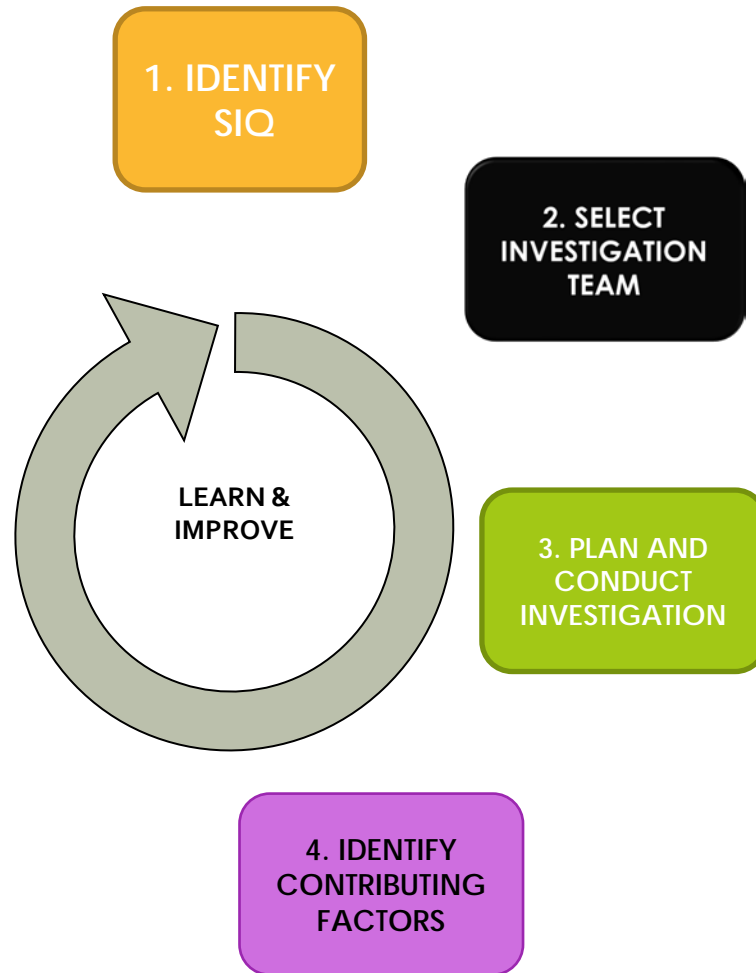 1. IDENTIFY
SIQ
2. SELECT
INVESTIGATION
TEAM
LEARN &
IMPROVE
3. PLAN AND
CONDUCT
INVESTIGATION
4. IDENTIFY
CONTRIBUTING
FACTORS